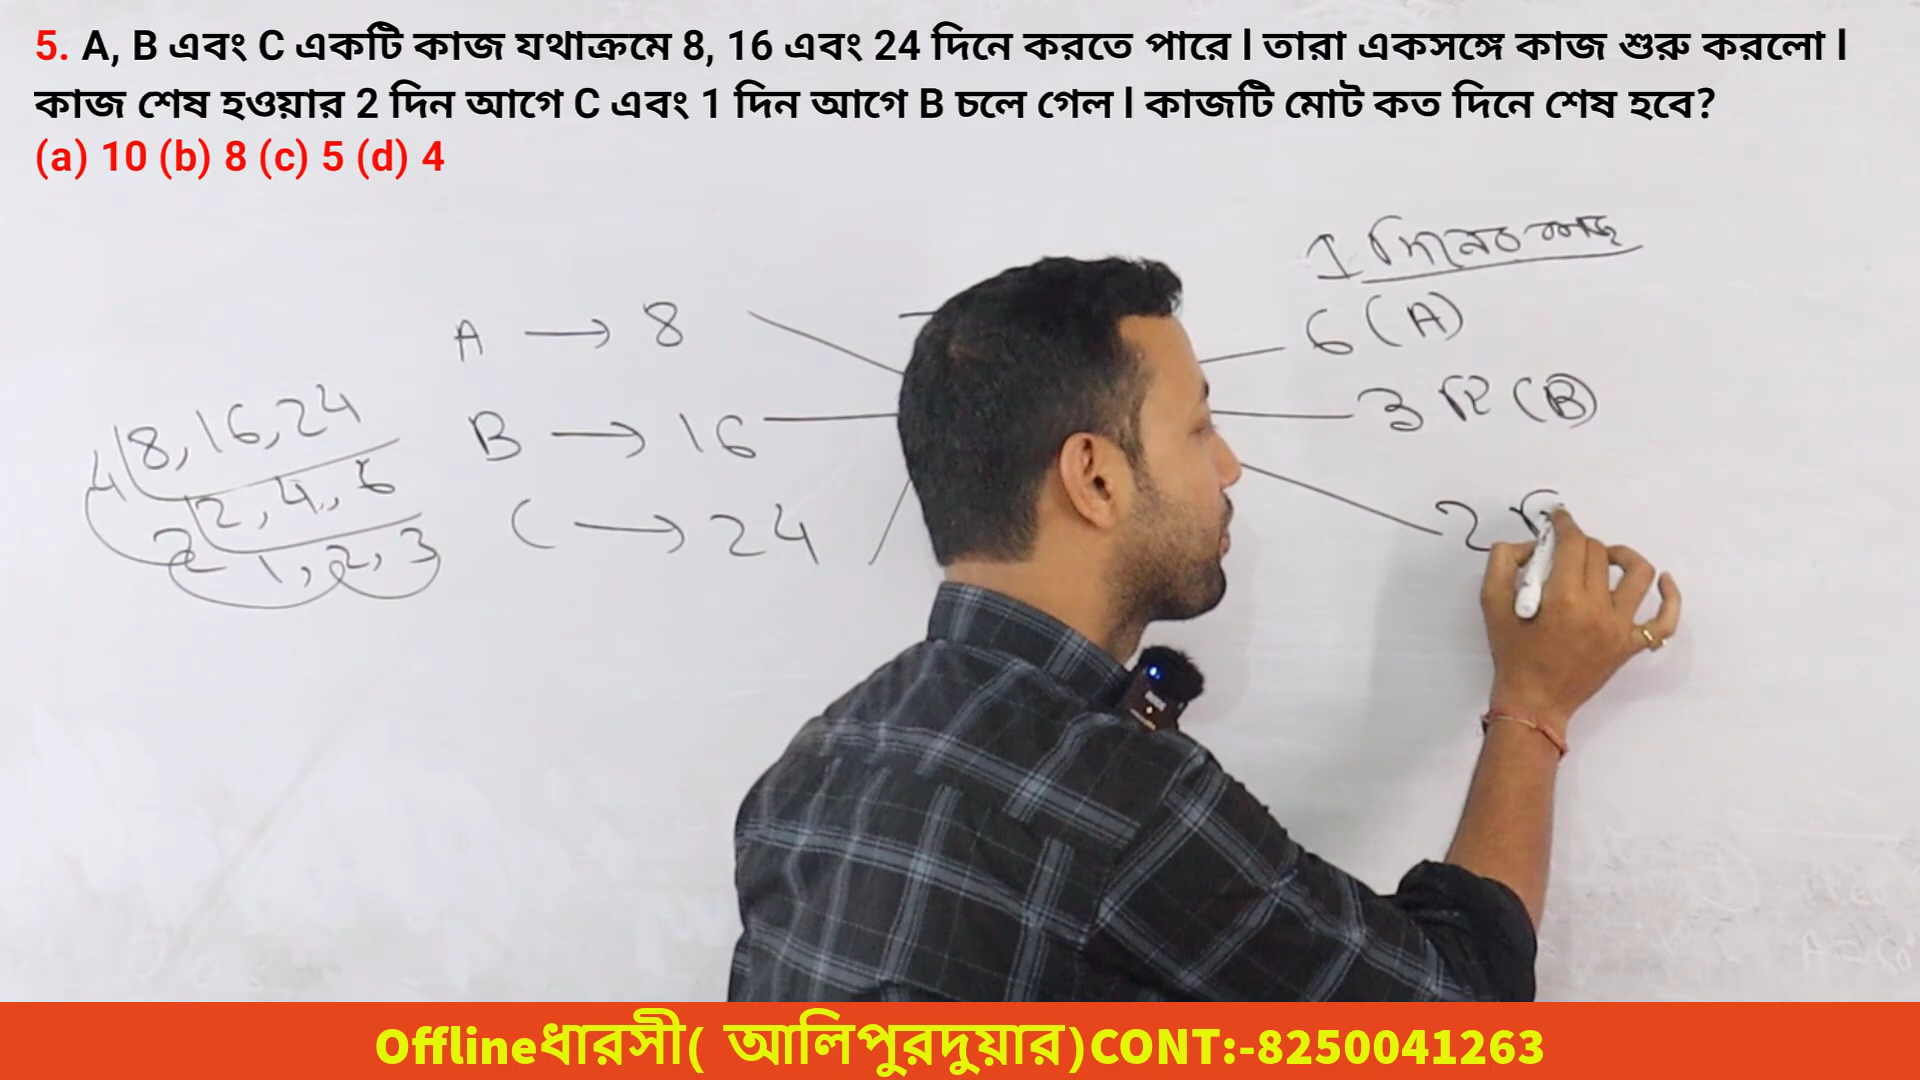 5. A, B এবং C একটি কাজ যথাক্রমে 8, 16 এবং 24 দিনে করতে পারে l তারা একসঙ্গে কাজ শুরু করলো l
কাজ শেষ হওয়ার 2 দিন আগে C এবং 1 দিন আগে B চলে গেল l কাজটি মোট কত দিনে শেষ হবে?
(a) 10 (b) 8 (c) 5 (d) 4
1 দিনের কাজ
A → 8
6 (A)
B → 16
3 টি (B)
C → 24
2
4 8, 16, 24
2 2, 4, 6
1, 2, 3
Offlineধারসী( আলিপুরদুয়ার)CONT:-8250041263